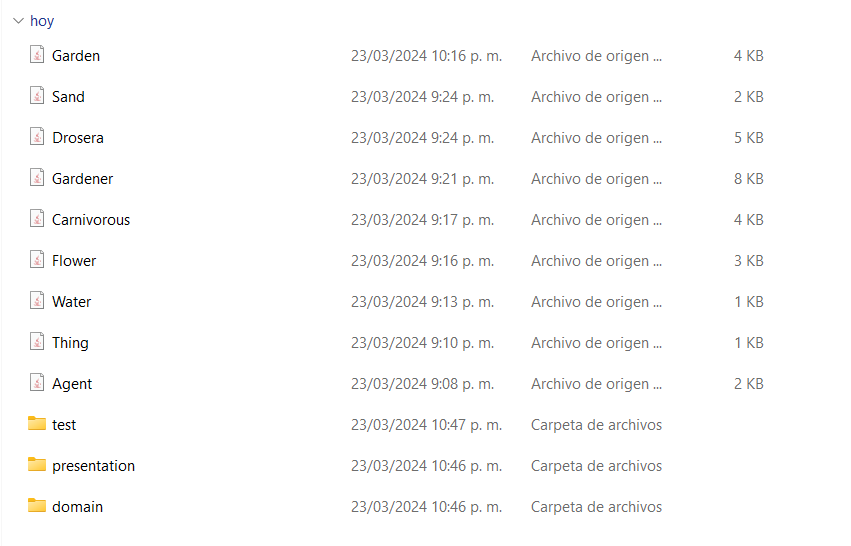 hoy
Garden 23/03/2024 10:16 p. m. Archivo de origen ... 4 KB
Sand 23/03/2024 9:24 p. m. Archivo de origen ... 2 KB
Drosera 23/03/2024 9:24 p. m. Archivo de origen ... 5 KB
Gardener 23/03/2024 9:21 p. m. Archivo de origen ... 8 KB
Carnivorous 23/03/2024 9:17 p. m. Archivo de origen ... 4 KB
Flower 23/03/2024 9:16 p. m. Archivo de origen ... 3 KB
Water 23/03/2024 9:13 p. m. Archivo de origen ... 1 KB
Thing 23/03/2024 9:10 p. m. Archivo de origen ... 1 KB
Agent 23/03/2024 9:08 p. m. Archivo de origen ... 2 KB
test 23/03/2024 10:47 p. m. Carpeta de archivos
presentation 23/03/2024 10:46 p. m. Carpeta de archivos
domain 23/03/2024 10:46 p. m. Carpeta de archivos